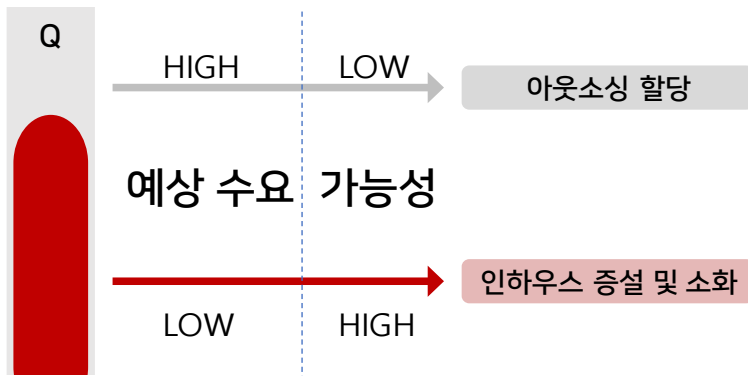 Q
HIGH LOW
아웃소싱 할당
예상 수요 가능성
인하우스 증설 및 소화
LOW HIGH